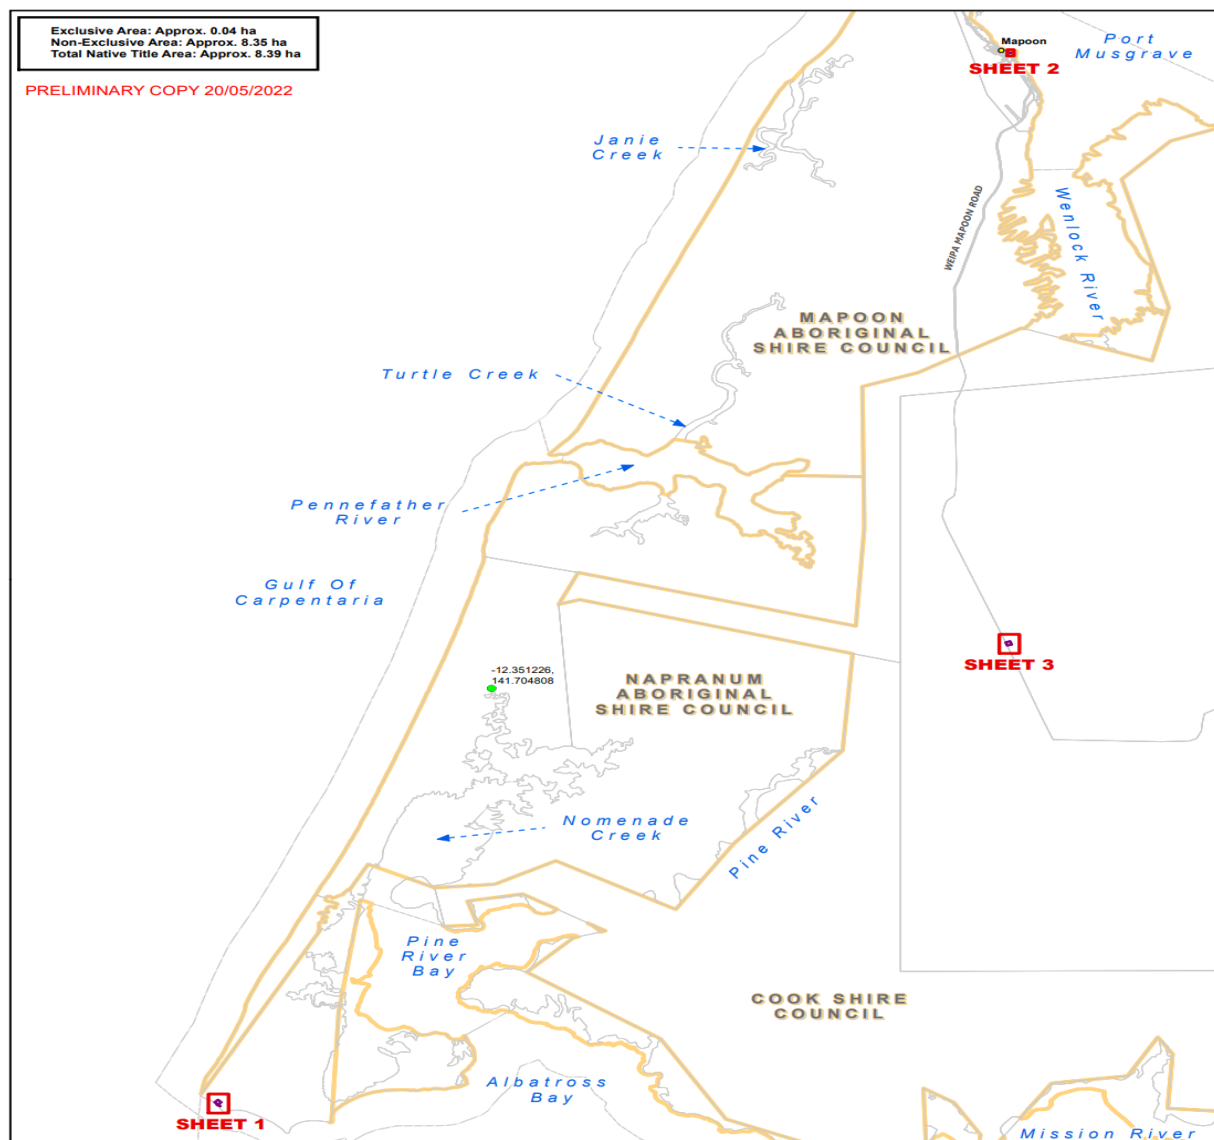 Exclusive Area: Approx. 0.04 ha
Non-Exclusive Area: Approx. 8.35 ha
Total Native Title Area: Approx. 8.39 ha
PRELIMINARY COPY 20/05/2022
Mapoon
B
SHEET 2
Port
Musgrave
Janie
Creek
WEIPA MAPOON ROAD
Wenlock River
MAPOON
ABORIGINAL
SHIRE COUNCIL
Turtle Creek
Pennefather
River
Gulf Of
Carpentaria
SHEET 3
-12.351226,
141.704808
NAPRANUM
ABORIGINAL
SHIRE COUNCIL
Nomenade
Creek
Pine River
Pine
River
Bay
COOK SHIRE
COUNCIL
Albatross
Bay
SHEET 1
Mission River